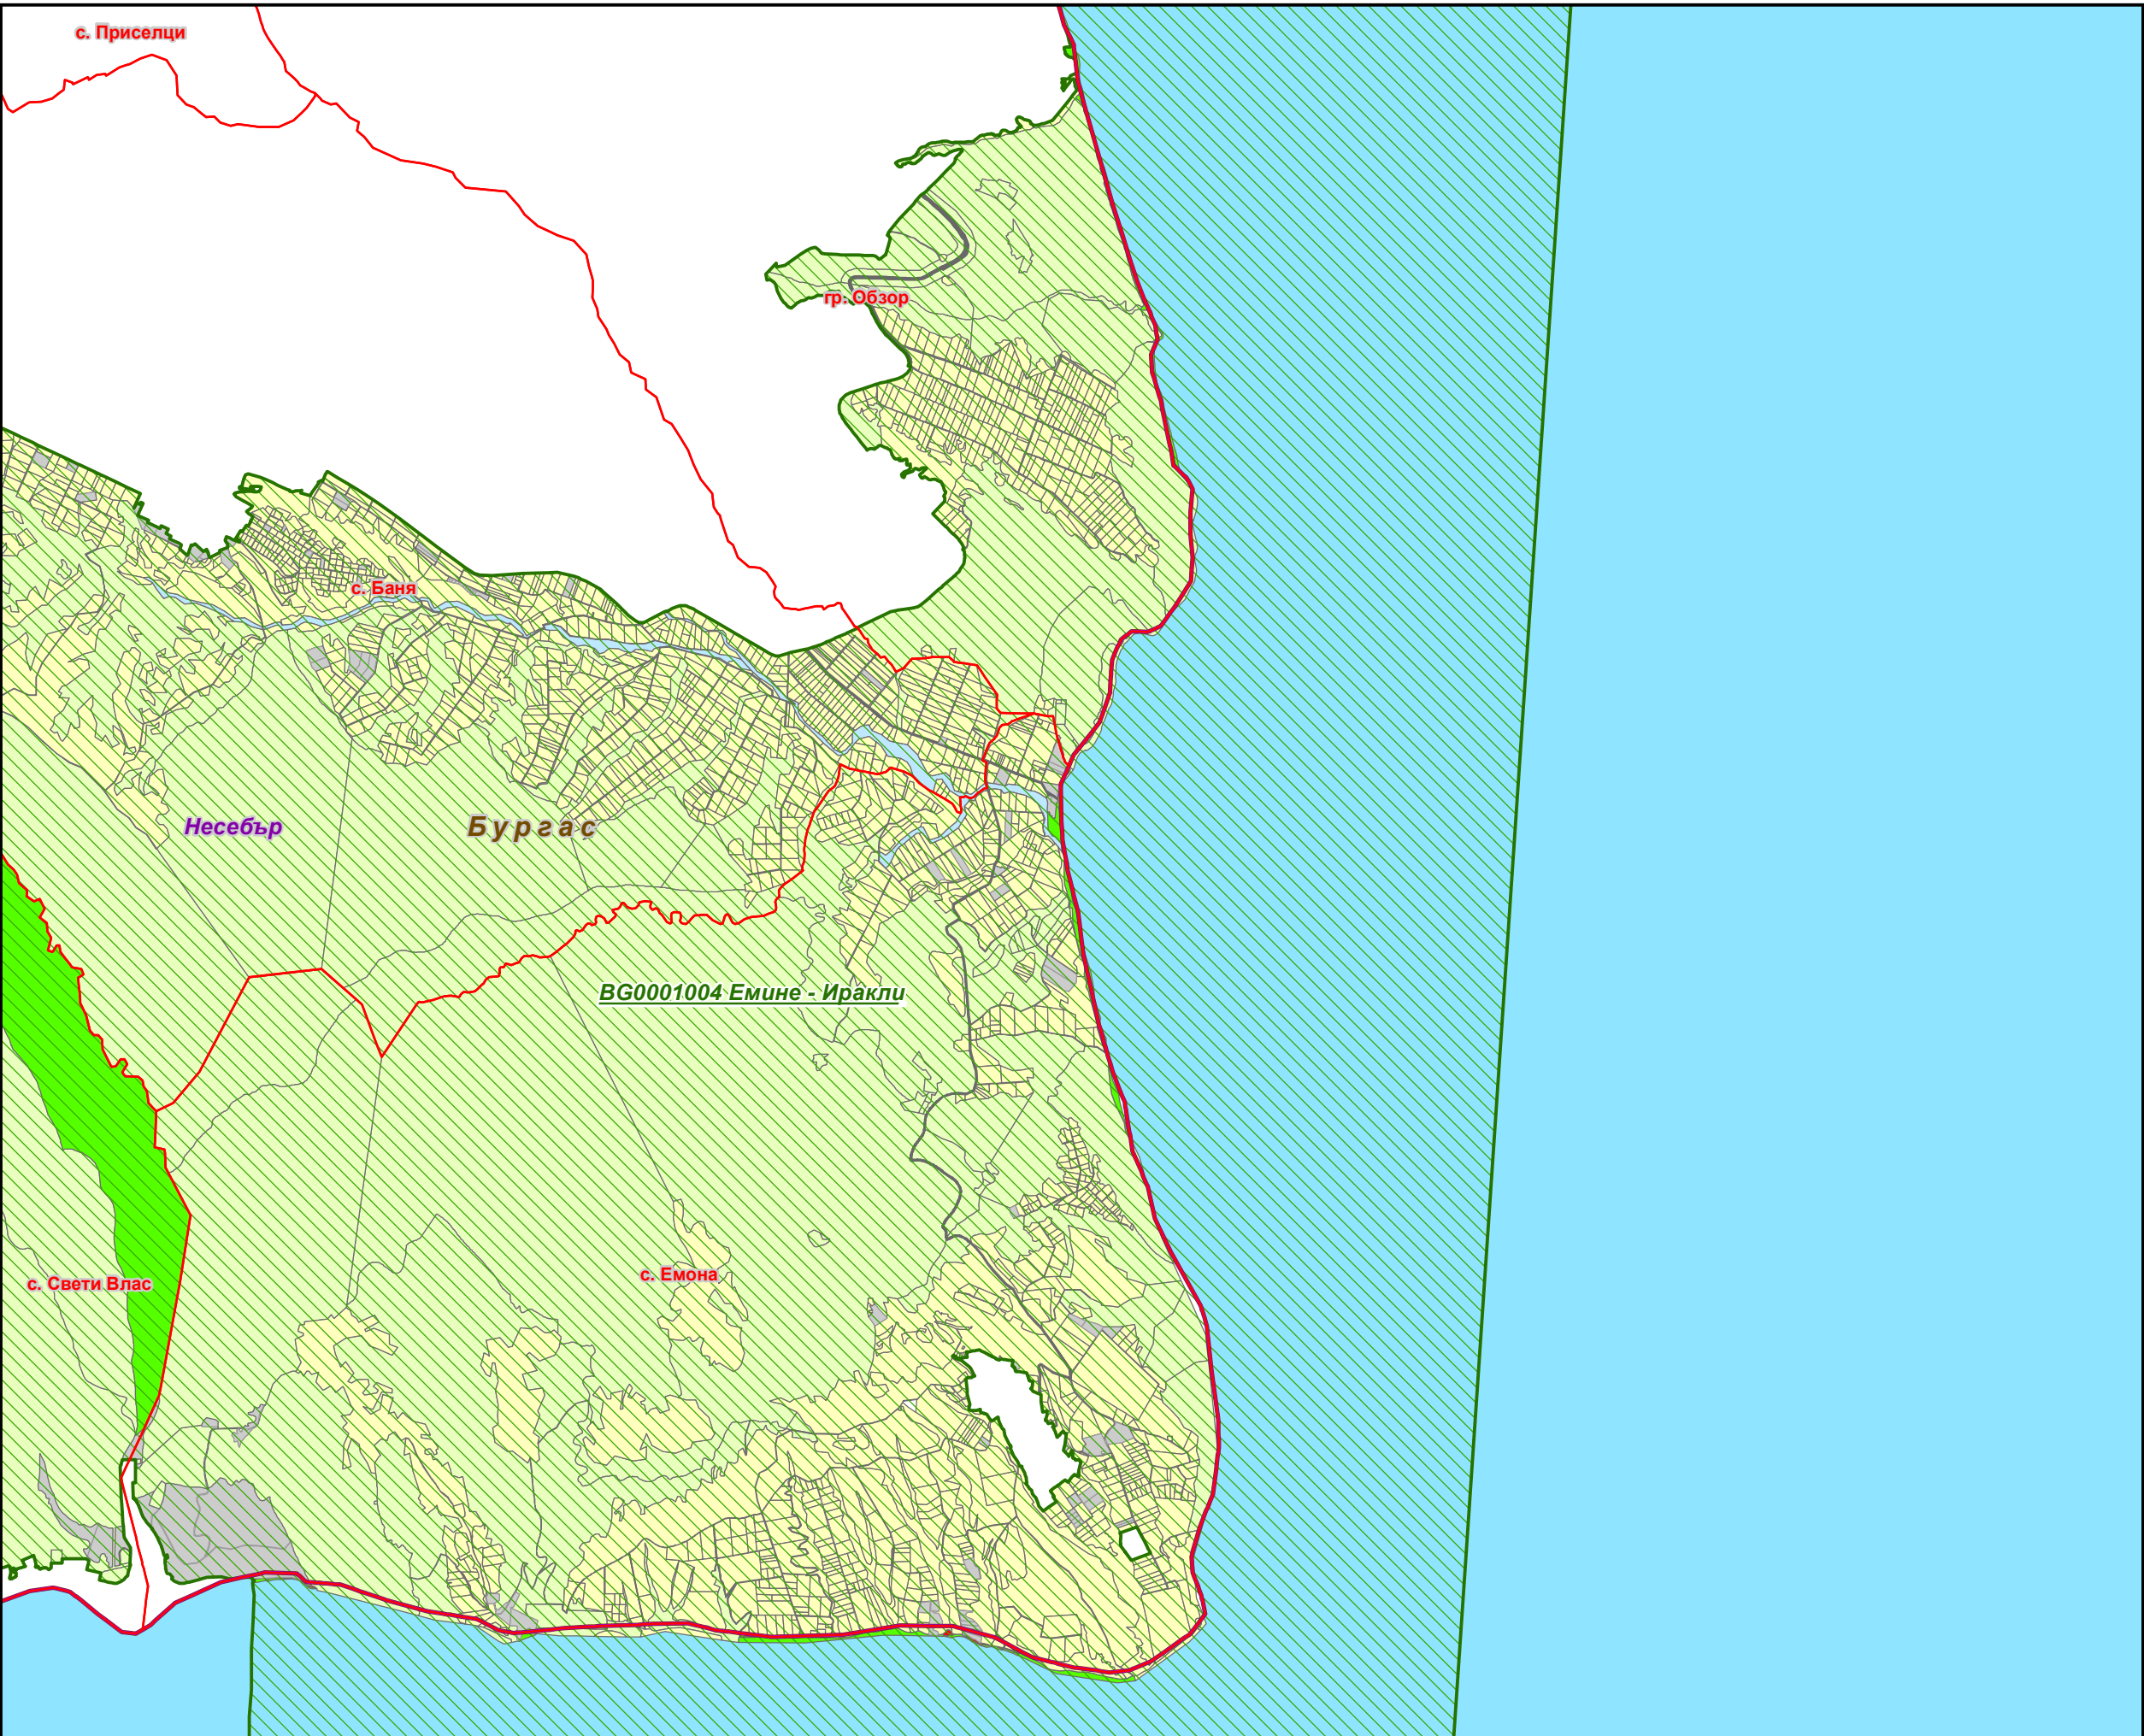 с. Приселци
гр. Обзор
с. Баня
Несебър
Бургас
BG0001004 Емине - Иракли
с. Емона
с. Свети Влас